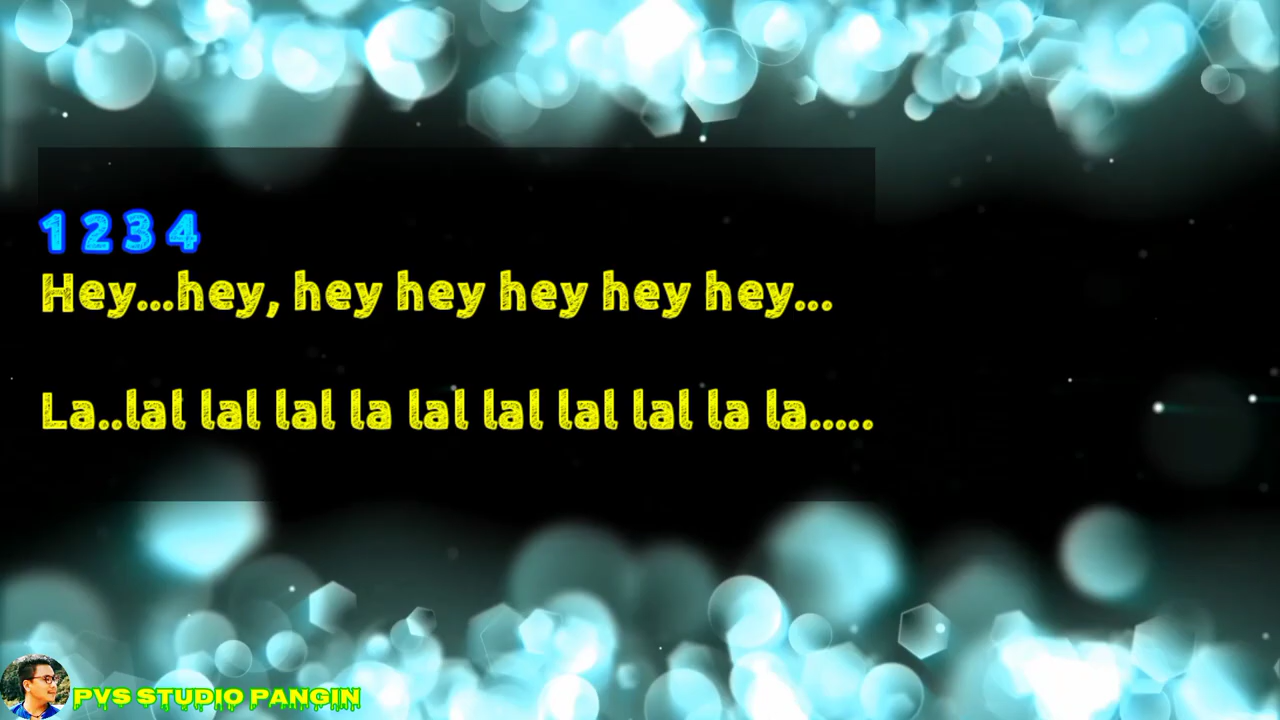 1 2 3 4
Hey...hey, hey hey hey hey hey...
La..lal lal lal la lal lal lal lal la la.....
PVS STUDIO PANGIN